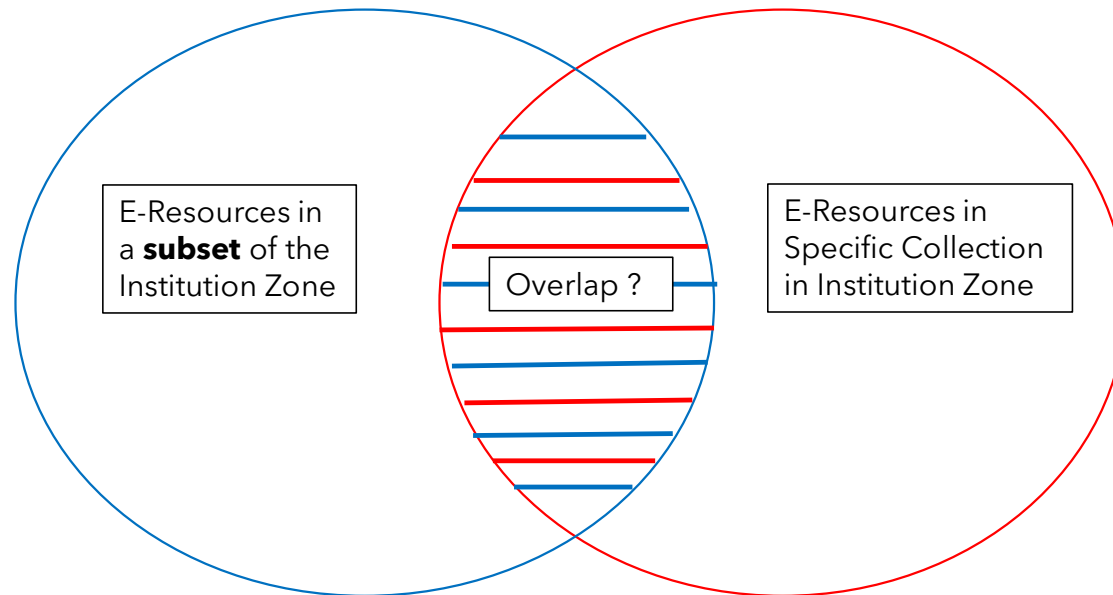 E-Resources in
a subset of the
Institution Zone
Overlap ?
E-Resources in
Specific Collection
in Institution Zone